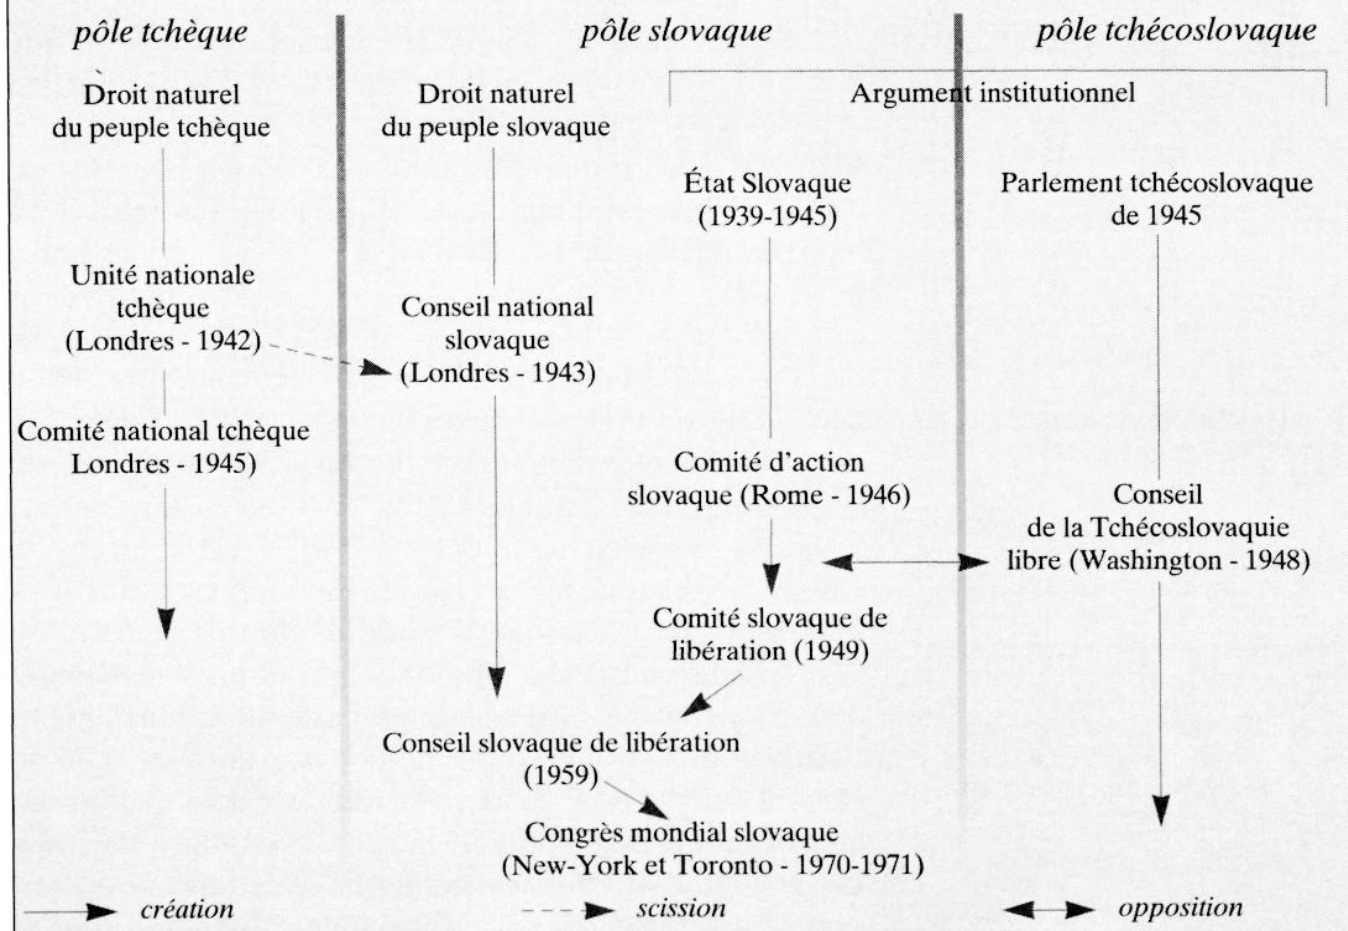 pôle tchèque
pôle slovaque
pôle tchécoslovaque
Droit naturel
du peuple tchèque
Droit naturel
du peuple slovaque
Argument institutionnel
État Slovaque
(1939-1945)
Parlement tchécoslovaque
de 1945
Unité nationale
tchèque
(Londres - 1942)
Conseil national
slovaque
(Londres - 1943)
Comité national tchèque
Londres - 1945)
Comité d'action
slovaque (Rome - 1946)
Conseil
de la Tchécoslovaquie
libre (Washington - 1948)
Comité slovaque de
libération (1949)
Conseil slovaque de libération
(1959)
Congrès mondial slovaque
(New-York et Toronto - 1970-1971)
création
scission
opposition